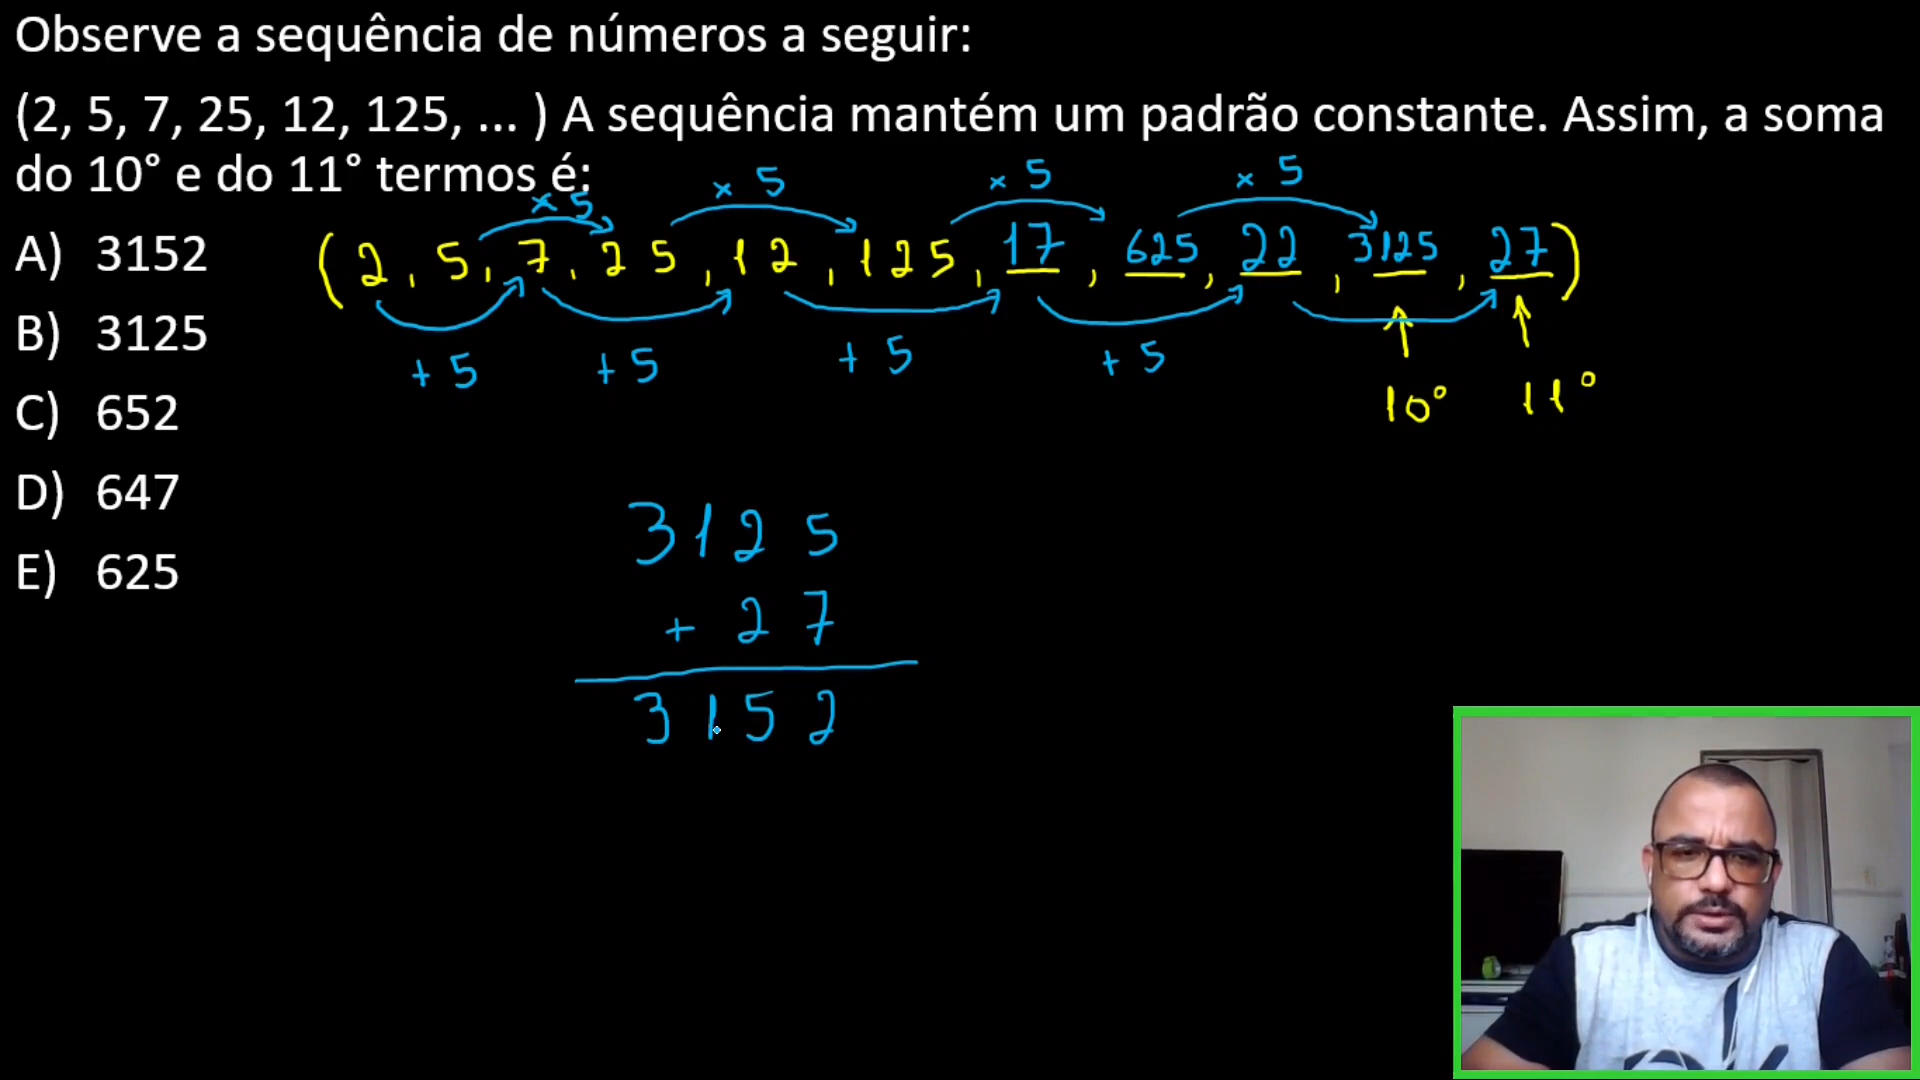 Observe a sequência de números a seguir:
(2, 5, 7, 25, 12, 125, ... ) A sequência mantém um padrão constante. Assim, a soma
do 10° e do 11° termos é:
x 5 x 5 x 5 x 5
(2, 5, 7, 25, 12, 125, 17, 625, 22, 3125, 27)
+ 5 + 5 + 5 + 5
10° 11°
A) 3152
B) 3125
C) 652
D) 647
E) 625
3125
+ 27
3152